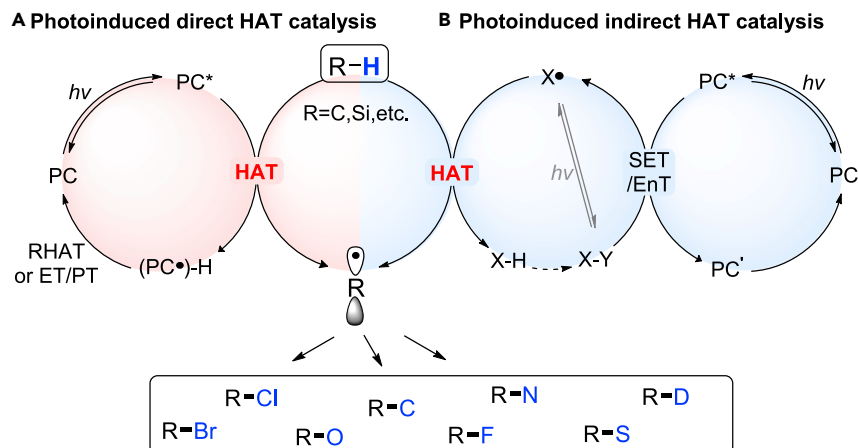 A Photoinduced direct HAT catalysis
B Photoinduced indirect HAT catalysis
R–H
R=C,Si,etc.
hv
PC*
PC
HAT
RHAT
or ET/PT
(PC•)-H
R
HAT
X•
hv
X-H
X-Y
SET
/EnT
PC*
hv
PC
PC'
R–Cl
R–C
R–N
R–D
R–Br
R–O
R–F
R–S